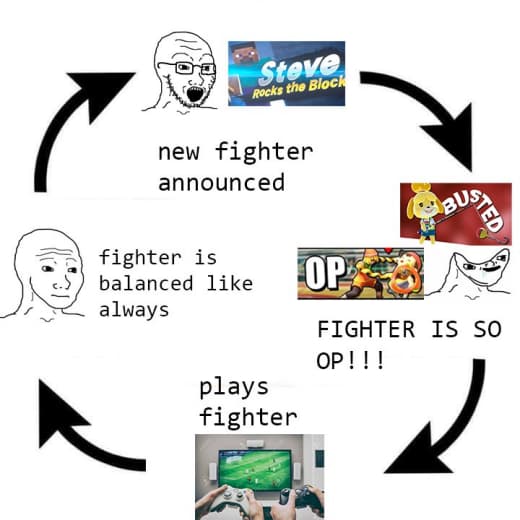 Steve
Rocks the Block
new fighter
announced
BUSTED
OP
FIGHTER IS SO
OP!!!
plays
fighter
fighter is
balanced like
always